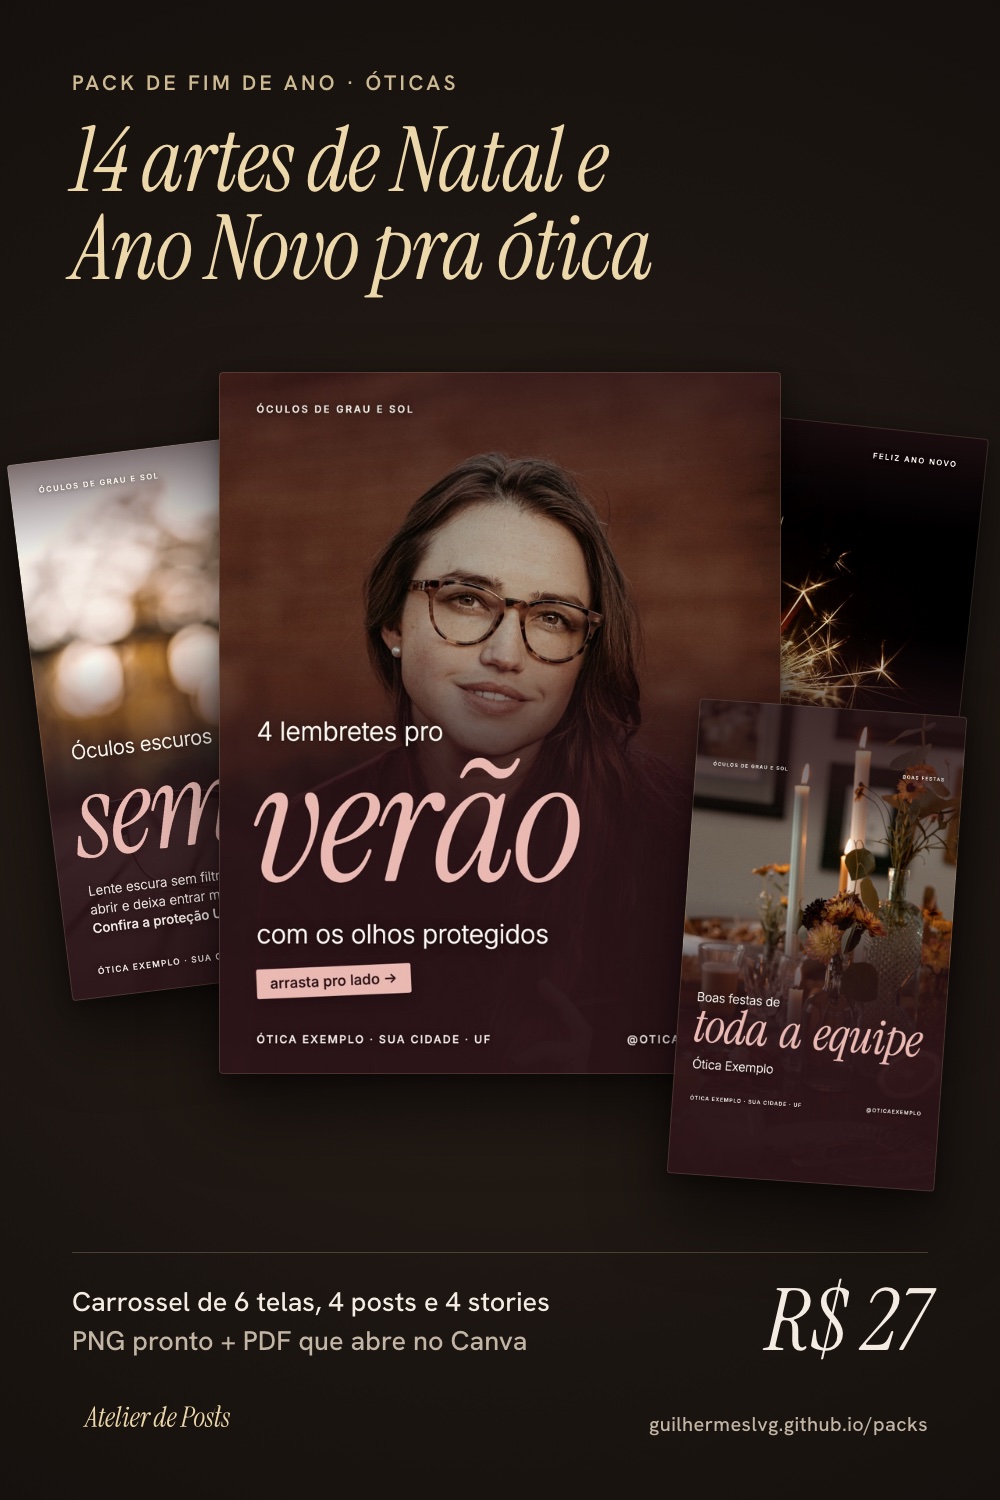 PACK DE FIM DE ANO · ÓTICAS
14 artes de Natal e
Ano Novo pra ótica
ÓCULOS DE GRAU E SOL
Óculos escuros
sem
Lente escura sem
abrir e deixa entrar
Confira a proteção
ÓTICA EXEMPLO · SUA
ÓCULOS DE GRAU E SOL
4 lembretes pro
verão
com os olhos protegidos
arrasta pro lado →
ÓTICA EXEMPLO · SUA CIDADE · UF
FELIZ ANO NOVO
ÓCULOS DE GRAU E SOL
BOAS FESTAS
Boas festas de
toda a equipe
Ótica Exemplo
ÓTICA EXEMPLO · SUA CIDADE · UF
@OTICAEXEMPLO
Carrossel de 6 telas, 4 posts e 4 stories
PNG pronto + PDF que abre no Canva
R$ 27
Atelier de Posts
guilhermeslvg.github.io/packs